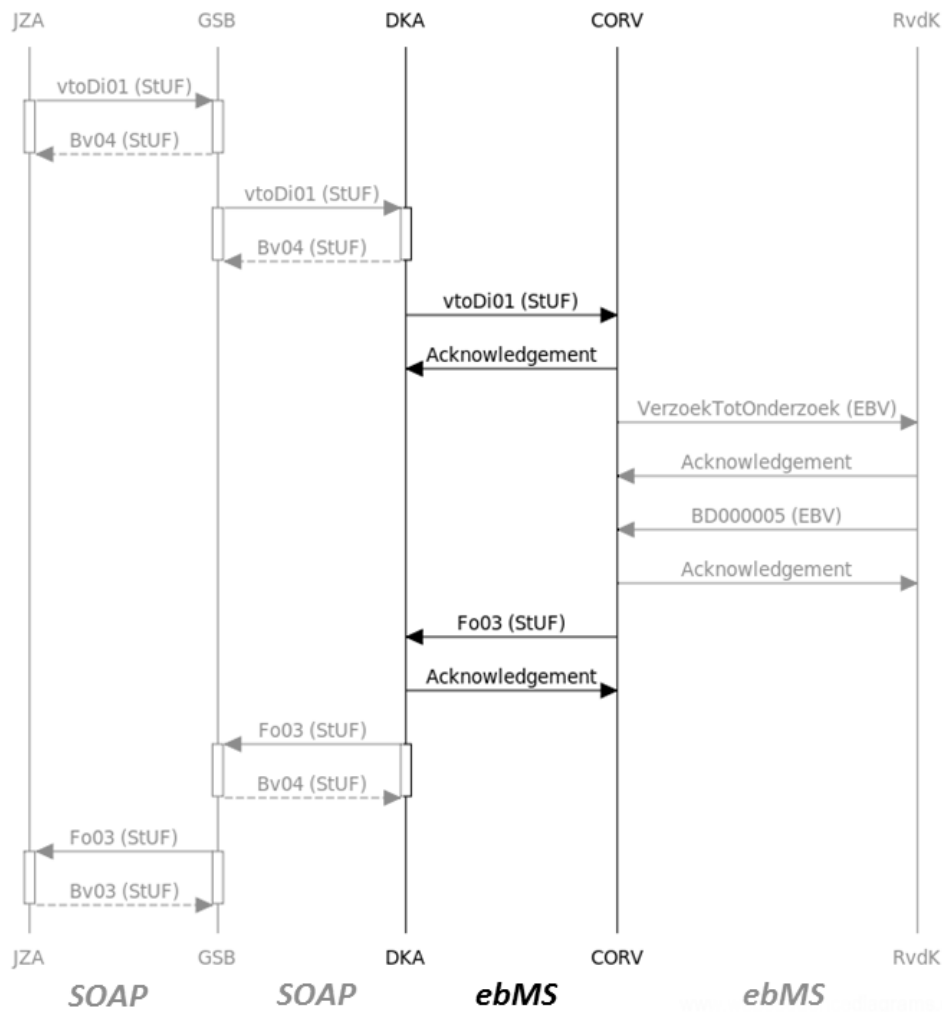 JZA GSB DKA CORV RvdK
vtoDi01 (StUF)
Bv04 (StUF)
vtoDi01 (StUF)
Bv04 (StUF)
vtoDi01 (StUF)
Acknowledgement
VerzoekTotOnderzoek (EBV)
Acknowledgement
BD000005 (EBV)
Acknowledgement
Fo03 (StUF)
Acknowledgement
Fo03 (StUF)
Bv04 (StUF)
Fo03 (StUF)
Bv03 (StUF)
JZA GSB DKA CORV RvdK
SOAP SOAP ebMS ebMS